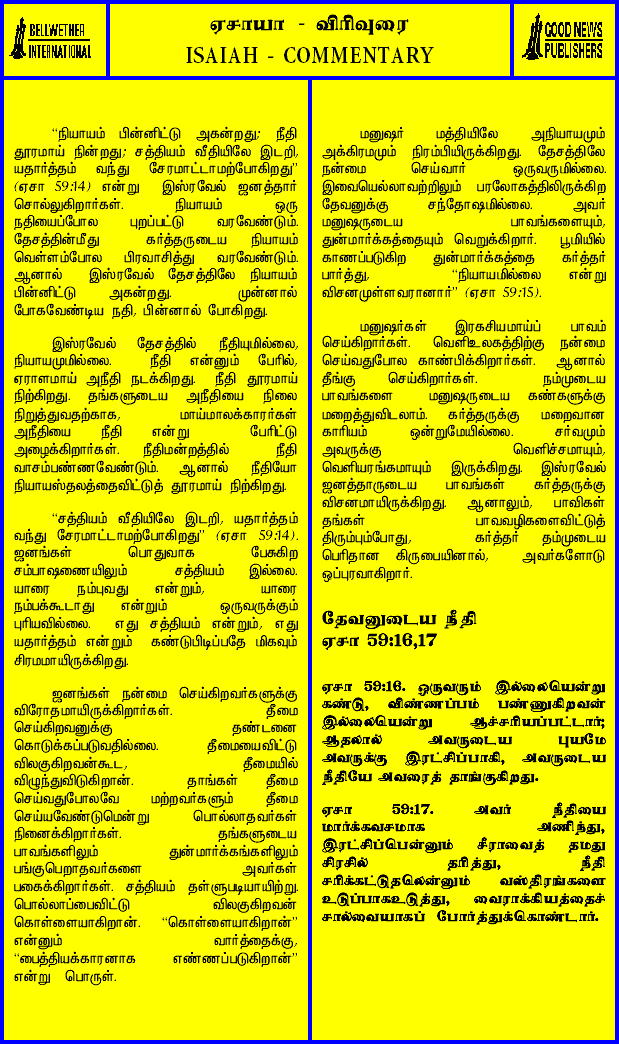 BELLWETHER
INTERNATIONAL
ஏசாயா - விரிவுரை
ISAIAH - COMMENTARY
GOOD NEWS
PUBLISHERS
“நியாயம் பின்னிட்டு அகன்றது; நீதி
தூரமாய் நின்றது; சத்தியம் வீதியிலே இடறி,
யதார்த்தம் வந்து சேரமாட்டாமற்போகிறது”
(ஏசா 59:14) என்று இஸ்ரவேல் ஜனத்தார்
சொல்லுகிறார்கள். நியாயம் ஒரு
நதியைப்போல புறப்பட்டு வரவேண்டும்.
தேசத்தின்மீது கர்த்தருடைய நியாயம்
வெள்ளம்போல பிரவாசித்து வரவேண்டும்.
ஆனால் இஸ்ரவேல் தேசத்திலே நியாயம்
பின்னிட்டு அகன்றது. முன்னால்
போகவேண்டிய நதி, பின்னால் போகிறது.
இஸ்ரவேல் தேசத்தில் நீதியுமில்லை,
நியாயமுமில்லை. நீதி என்னும் பேரில்,
ஏராளமாய் அநீதி நடக்கிறது. நீதி தூரமாய்
நிற்கிறது. தங்களுடைய அநீதியை நிலை
நிறுத்துவதற்காக, மாய்மாலக்காரர்கள்
அநீதியை நீதி என்று பேரிட்டு
அழைக்கிறார்கள். நீதிமன்றத்தில் நீதி
வாசம்பண்ணவேண்டும். ஆனால் நீதியோ
நியாயஸ்தலத்தைவிட்டுத் தூரமாய் நிற்கிறது.
“சத்தியம் வீதியிலே இடறி, யதார்த்தம்
வந்து சேரமாட்டாமற்போகிறது” (ஏசா 59:14).
ஜனங்கள் பொதுவாக பேசுகிற
சம்பாஷணையிலும் சத்தியம் இல்லை.
யாரை நம்புவது என்றும், யாரை
நம்பக்கூடாது என்றும் ஒருவருக்கும்
புரியவில்லை. எது சத்தியம் என்றும், எது
யதார்த்தம் என்றும் கண்டுபிடிப்பதே மிகவும்
சிரமமாயிருக்கிறது.
ஜனங்கள் நன்மை செய்கிறவர்களுக்கு
விரோதமாயிருக்கிறார்கள். தீமை
செய்கிறவனுக்கு தண்டனை
கொடுக்கப்படுவதில்லை. தீமையைவிட்டு
விலகுகிறவன்கூட, தீமையில்
விழுந்துவிடுகிறான். தாங்கள் தீமை
செய்வதுபோலவே மற்றவர்களும் தீமை
செய்யவேண்டுமென்று பொல்லாதவர்கள்
நினைக்கிறார்கள். தங்களுடைய
பாவங்களிலும் துன்மார்க்கங்களிலும்
பங்குபெறாதவர்களை அவர்கள்
பகைக்கிறார்கள். சத்தியம் தள்ளுபடியாயிற்று.
பொல்லாப்பைவிட்டு விலகுகிறவன்
கொள்ளையாகிறான். “கொள்ளையாகிறான்”
என்னும் வார்த்தைக்கு,
“பைத்தியக்காரனாக எண்ணப்படுகிறான்”
என்று பொருள்.
மனுஷர் மத்தியிலே அநியாயமும்
அக்கிரமமும் நிரம்பியிருக்கிறது. தேசத்திலே
நன்மை செய்வார் ஒருவருமில்லை.
இவையெல்லாவற்றிலும் பரலோகத்திலிருக்கிற
தேவனுக்கு சந்தோஷமில்லை. அவர்
மனுஷருடைய பாவங்களையும்,
துன்மார்க்கத்தையும் வெறுக்கிறார். பூமியில்
காணப்படுகிற துன்மார்க்கத்தை கர்த்தர்
பார்த்து, “நியாயமில்லை என்று
விசனமுள்ளவரானார்” (ஏசா 59:15).
மனுஷர்கள் இரகசியமாய்ப் பாவம்
செய்கிறார்கள். வெளிஉலகத்திற்கு நன்மை
செய்வதுபோல காண்பிக்கிறார்கள். ஆனால்
தீங்கு செய்கிறார்கள். நம்முடைய
பாவங்களை மனுஷருடைய கண்களுக்கு
மறைத்துவிடலாம். கர்த்தருக்கு மறைவான
காரியம் ஒன்றுமேயில்லை. சர்வமும்
அவருக்கு வெளிச்சமாயும்,
வெளியரங்கமாயும் இருக்கிறது. இஸ்ரவேல்
ஜனத்தாருடைய பாவங்கள் கர்த்தருக்கு
விசனமாயிருக்கிறது. ஆனாலும், பாவிகள்
தங்கள் பாவவழிகளைவிட்டுத்
திரும்பும்போது, கர்த்தர் தம்முடைய
பெரிதான கிருபையினால், அவர்களோடு
ஒப்புரவாகிறார்.
தேவனுடைய நீதி
ஏசா 59:16,17
ஏசா 59:16. ஒருவரும் இல்லையென்று
கண்டு, விண்ணப்பம் பண்ணுகிறவன்
இல்லையென்று ஆச்சரியப்பட்டார்;
ஆதலால் அவருடைய புயமே
அவருக்கு இரட்சிப்பாகி, அவருடைய
நீதியே அவரைத் தாங்குகிறது.
ஏசா 59:17. அவர் நீதியை
மார்க்கவசமாக அணிந்து,
இரட்சிப்பென்னும் சீராவைத் தமது
சிரசில் தரித்து, நீதி
சரிக்கட்டுதலென்னும் வஸ்திரங்களை
உடுப்பாகஉடுத்து, வைராக்கியத்தைச்
சால்வையாகப் போர்த்துக்கொண்டார்.